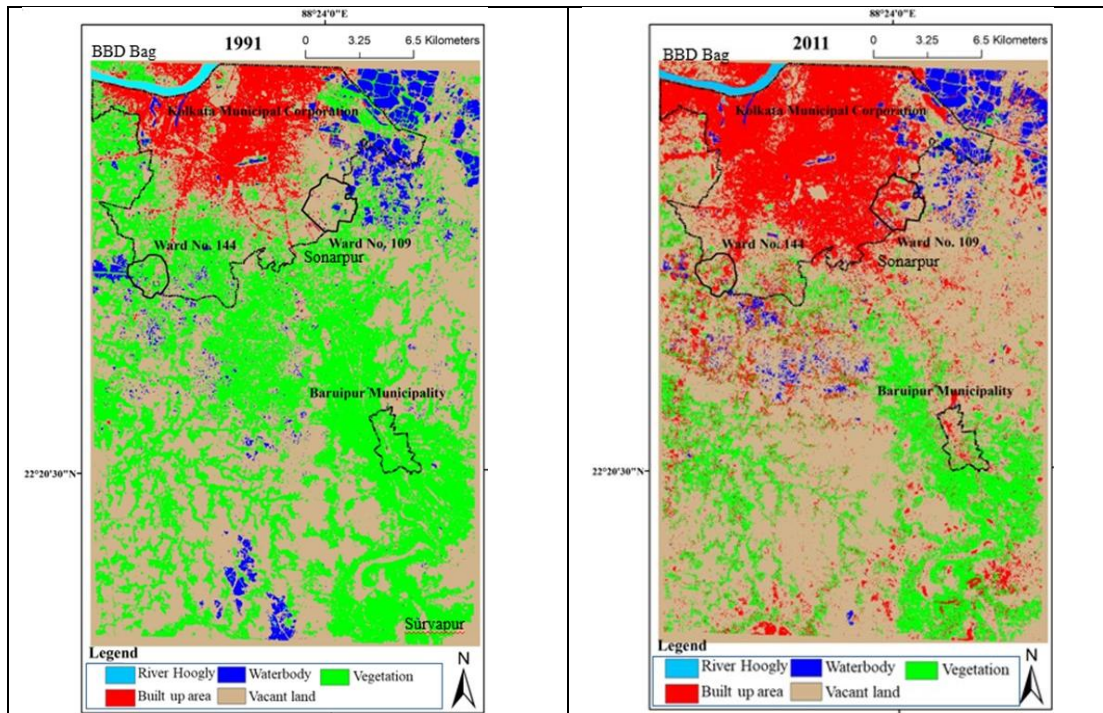 88°24'0"E
BBD Bag
1991
0 3.25 6.5 Kilometers
Kolkata Municipal Corporation
Ward No. 144
Ward No. 109
Sonarpur
Baruipur Municipality
22°20'30"N
Suryapur
Legend
River Hoogly
Waterbody
Vegetation
Built up area
Vacant land
N
88°24'0"E
BBD Bag
2011
0 3.25 6.5 Kilometers
Kolkata Municipal Corporation
Ward No. 144
Ward No. 109
Sonarpur
Baruipur Municipality
22°20'30"N
Legend
River Hoogly
Waterbody
Vegetation
Built up area
Vacant land
N